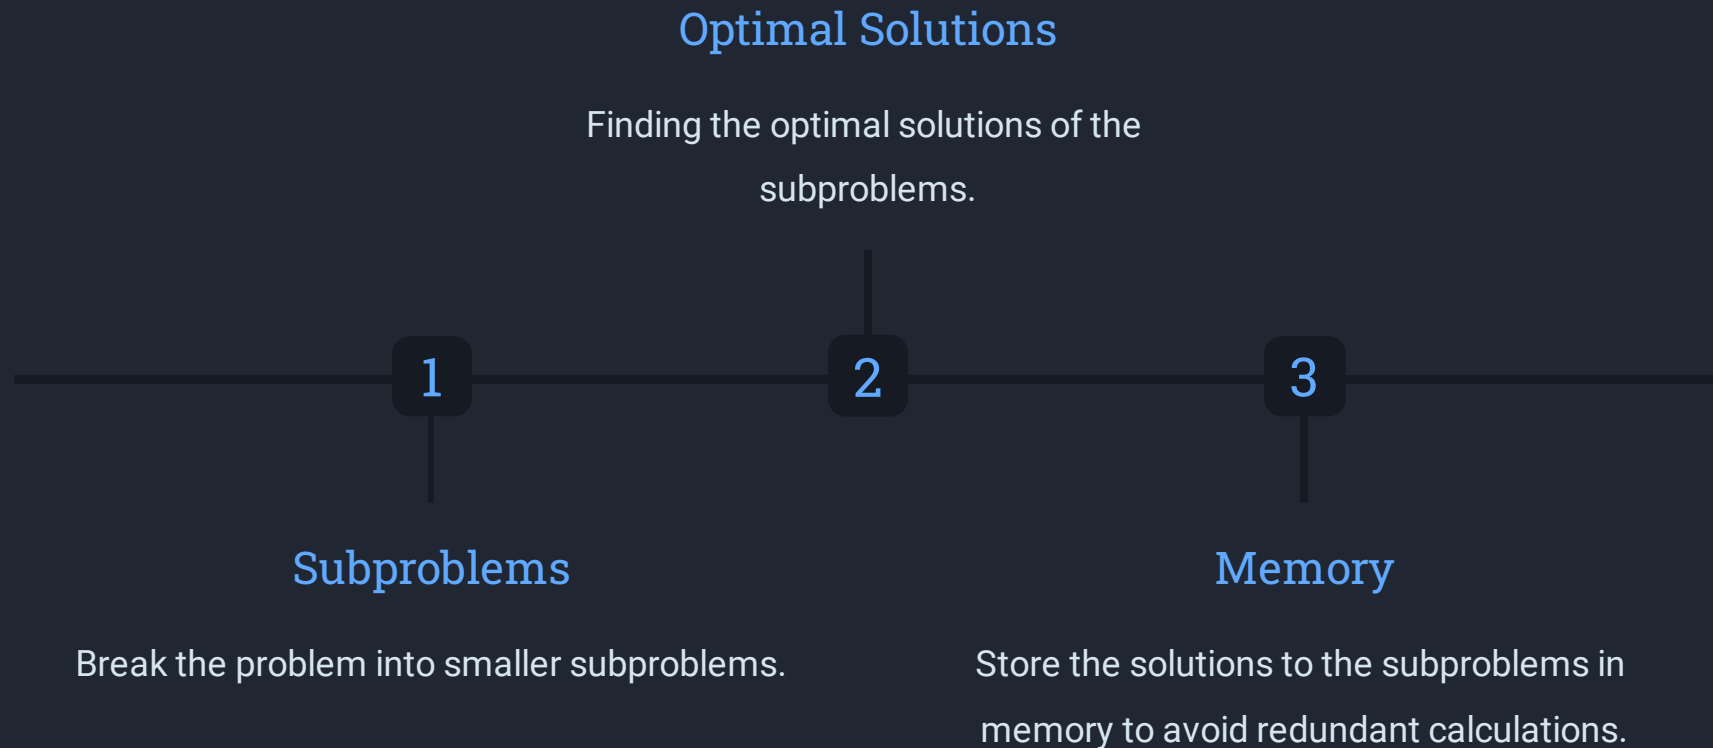 Optimal Solutions
Finding the optimal solutions of the
subproblems.
1
2
3
Subproblems
Break the problem into smaller subproblems.
Memory
Store the solutions to the subproblems in
memory to avoid redundant calculations.